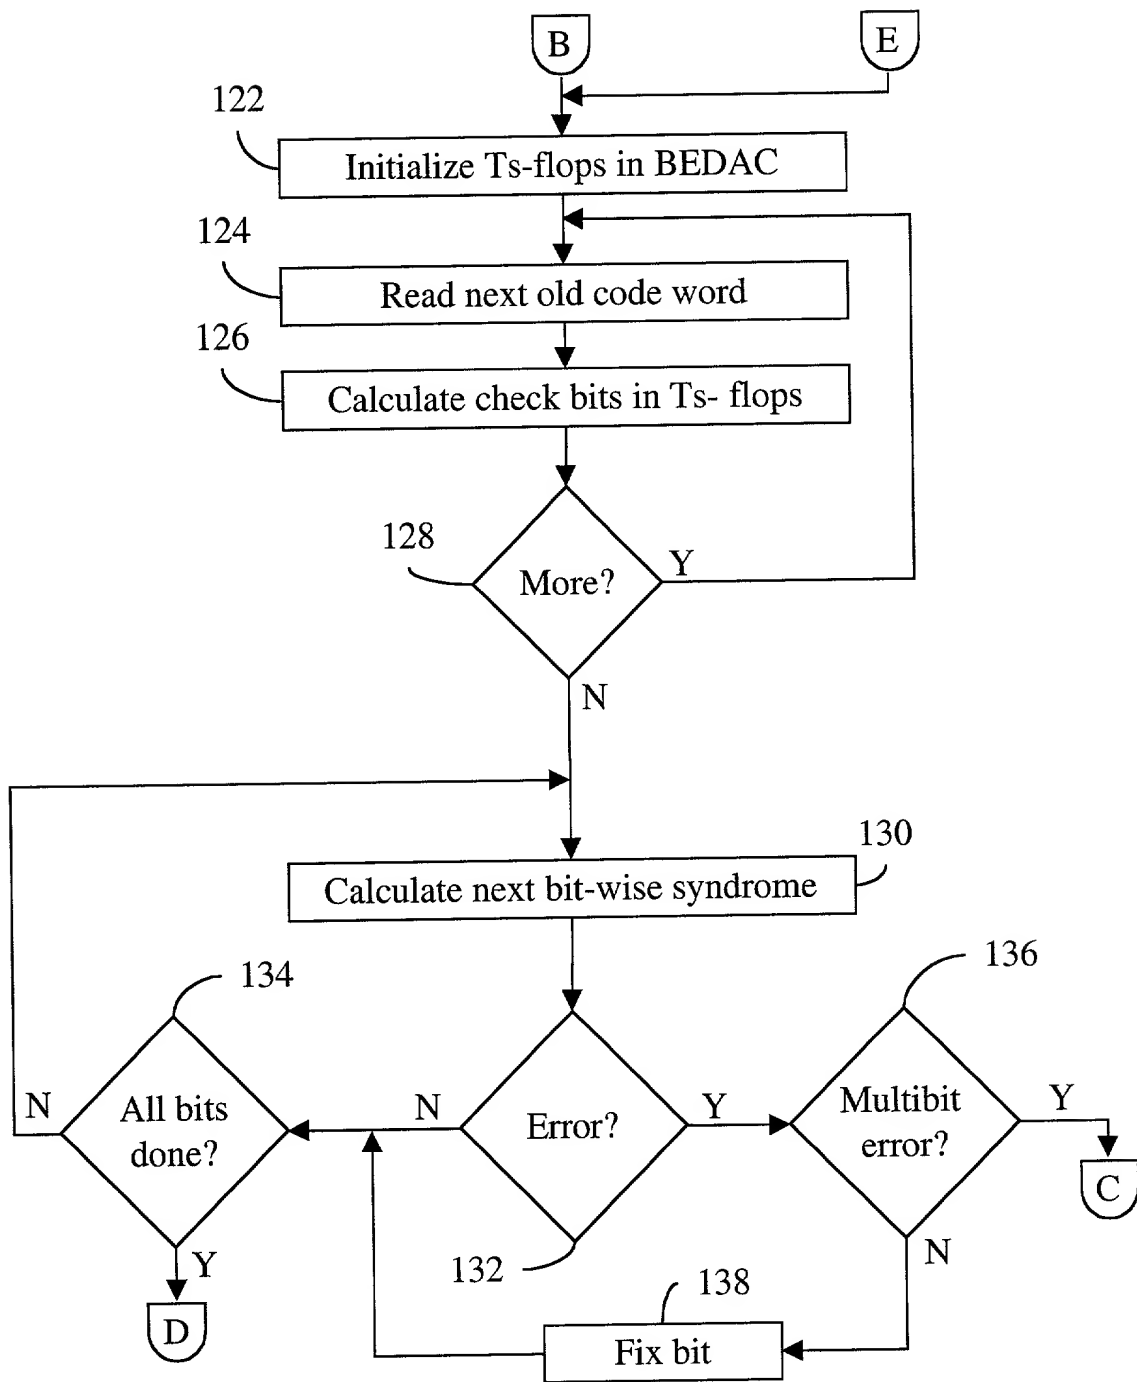 B
E
122
Initialize Ts-flops in BEDAC
124
Read next old code word
126
Calculate check bits in Ts- flops
128
More?
Y
N
130
Calculate next bit-wise syndrome
134
136
N
All bits
done?
N
Error?
Y
Multibit
error?
Y
C
Y
132
N
D
138
Fix bit